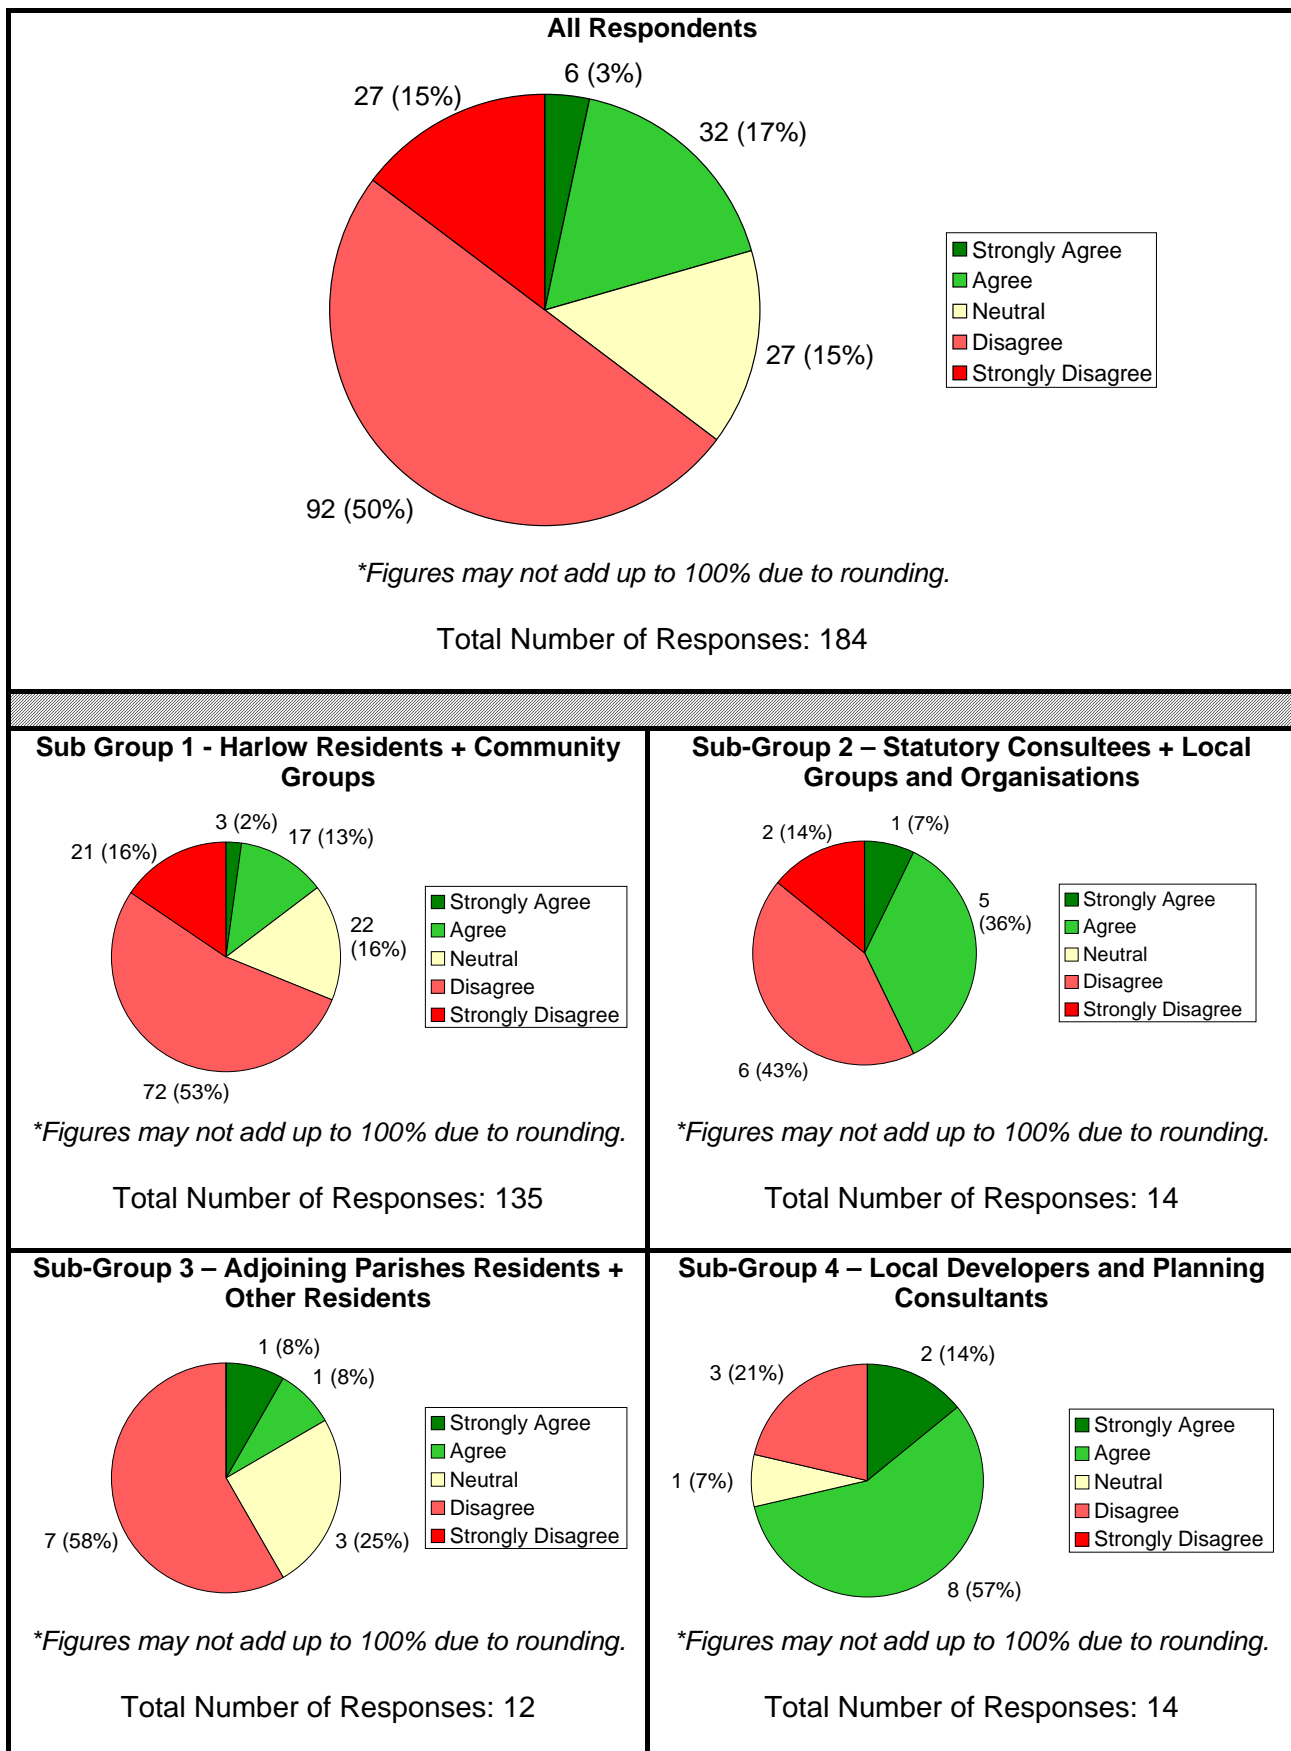 All Respondents
6 (3%)
27 (15%)
32 (17%)
27 (15%)
92 (50%)
Strongly Agree
Agree
Neutral
Disagree
Strongly Disagree
*Figures may not add up to 100% due to rounding.
Total Number of Responses: 184
Sub Group 1 - Harlow Residents + Community
Groups
3 (2%)
17 (13%)
21 (16%)
22
(16%)
72 (53%)
Strongly Agree
Agree
Neutral
Disagree
Strongly Disagree
*Figures may not add up to 100% due to rounding.
Total Number of Responses: 135
Sub-Group 2 – Statutory Consultees + Local
Groups and Organisations
1 (7%)
2 (14%)
5
(36%)
6 (43%)
Strongly Agree
Agree
Neutral
Disagree
Strongly Disagree
*Figures may not add up to 100% due to rounding.
Total Number of Responses: 14
Sub-Group 3 – Adjoining Parishes Residents +
Other Residents
1 (8%)
1 (8%)
7 (58%)
3 (25%)
Strongly Agree
Agree
Neutral
Disagree
Strongly Disagree
*Figures may not add up to 100% due to rounding.
Total Number of Responses: 12
Sub-Group 4 – Local Developers and Planning
Consultants
2 (14%)
3 (21%)
1 (7%)
8 (57%)
Strongly Agree
Agree
Neutral
Disagree
Strongly Disagree
*Figures may not add up to 100% due to rounding.
Total Number of Responses: 14